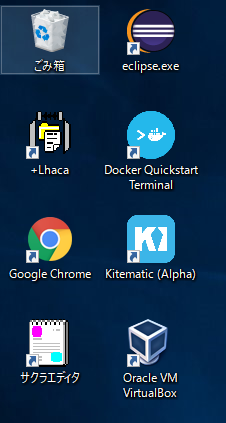 ごみ箱
eclipse.exe
+Lhaca
Docker Quickstart
Terminal
Google Chrome
Kitematic (Alpha)
サクラエディタ
Oracle VM
VirtualBox